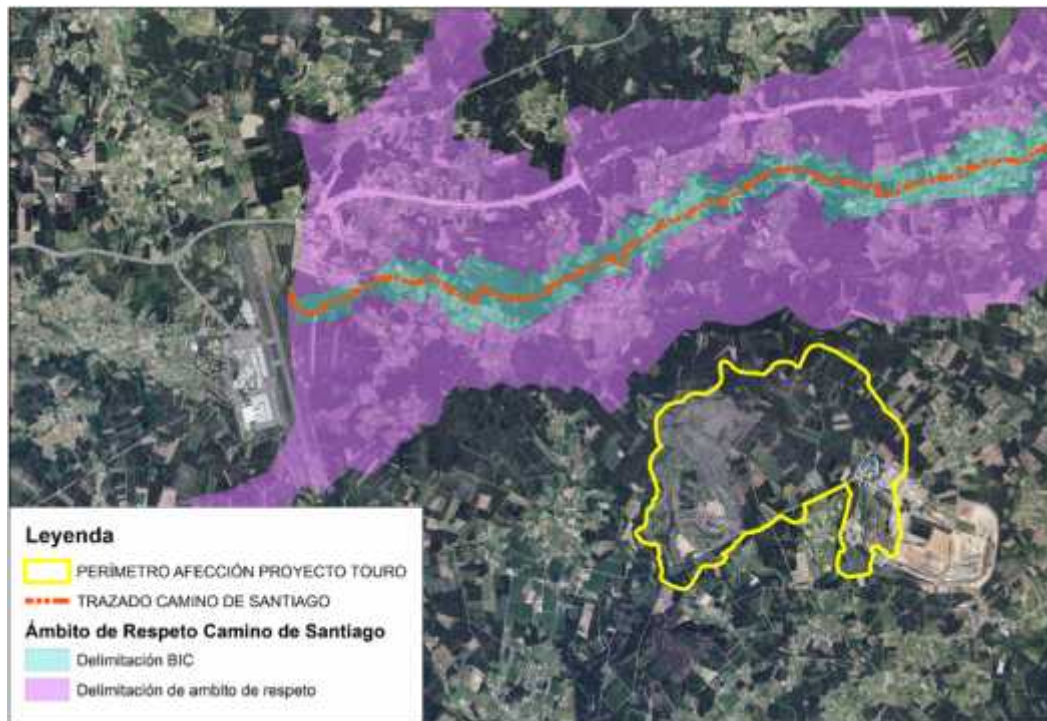 Leyenda
PERÍMETRO AFECCIÓN PROYECTO TOURO
TRAZADO CAMINO DE SANTIAGO
Ámbito de Respeto Camino de Santiago
Delimitación BIC
Delimitación de ambito de respeto